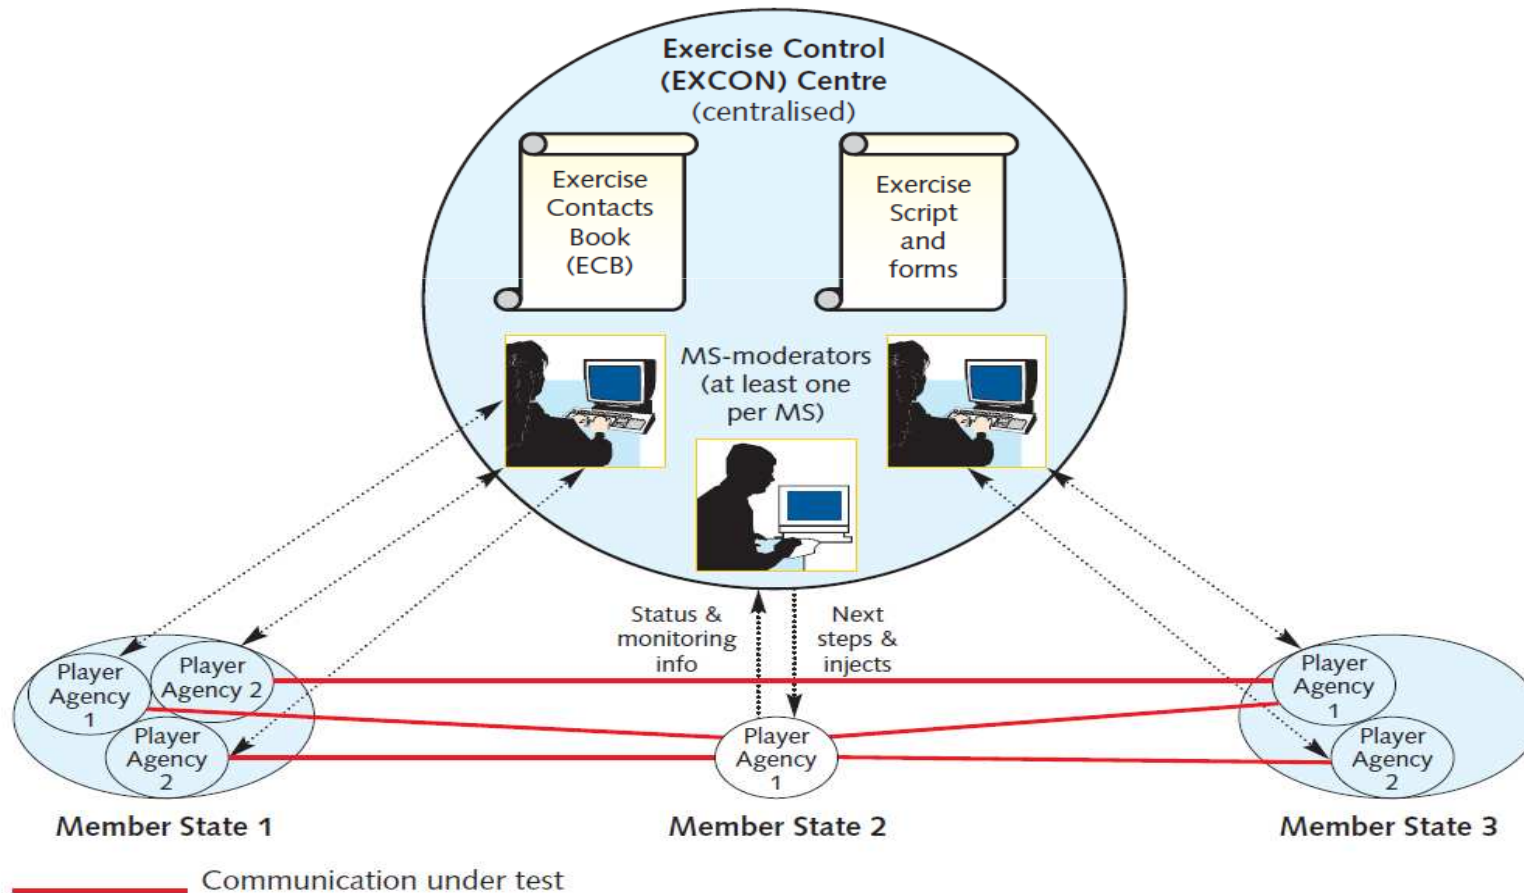 Exercise Control
(EXCON) Centre
(centralised)
Exercise
Contacts
Book
(ECB)
Exercise
Script
and
forms
MS-moderators
(at least one
per MS)
Status &
monitoring
info
Next
steps &
injects
Player
Agency
1
Player
Agency 2
Player
Agency
2
Player
Agency
1
Player
Agency
1
Player
Agency
2
Member State 1
Member State 2
Member State 3
Communication under test